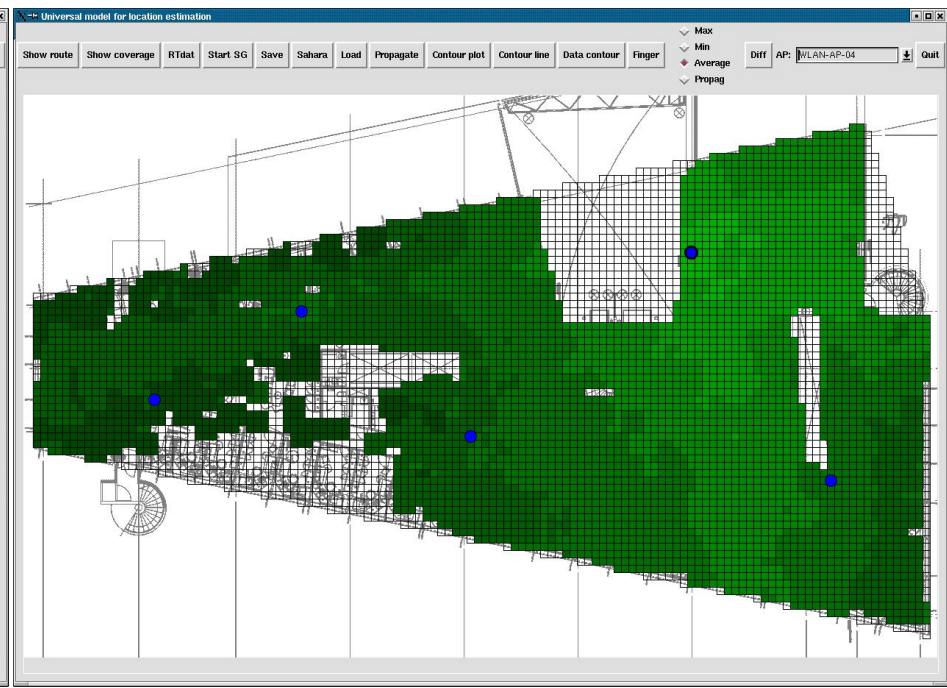 Universal model for location estimation
Max
Min
Average
Propag
Show route Show coverage RTdat Start SG Save Sahara Load Propagate Contour plot Contour line Data contour Finger Diff AP: WLAN-AP-04 Quit